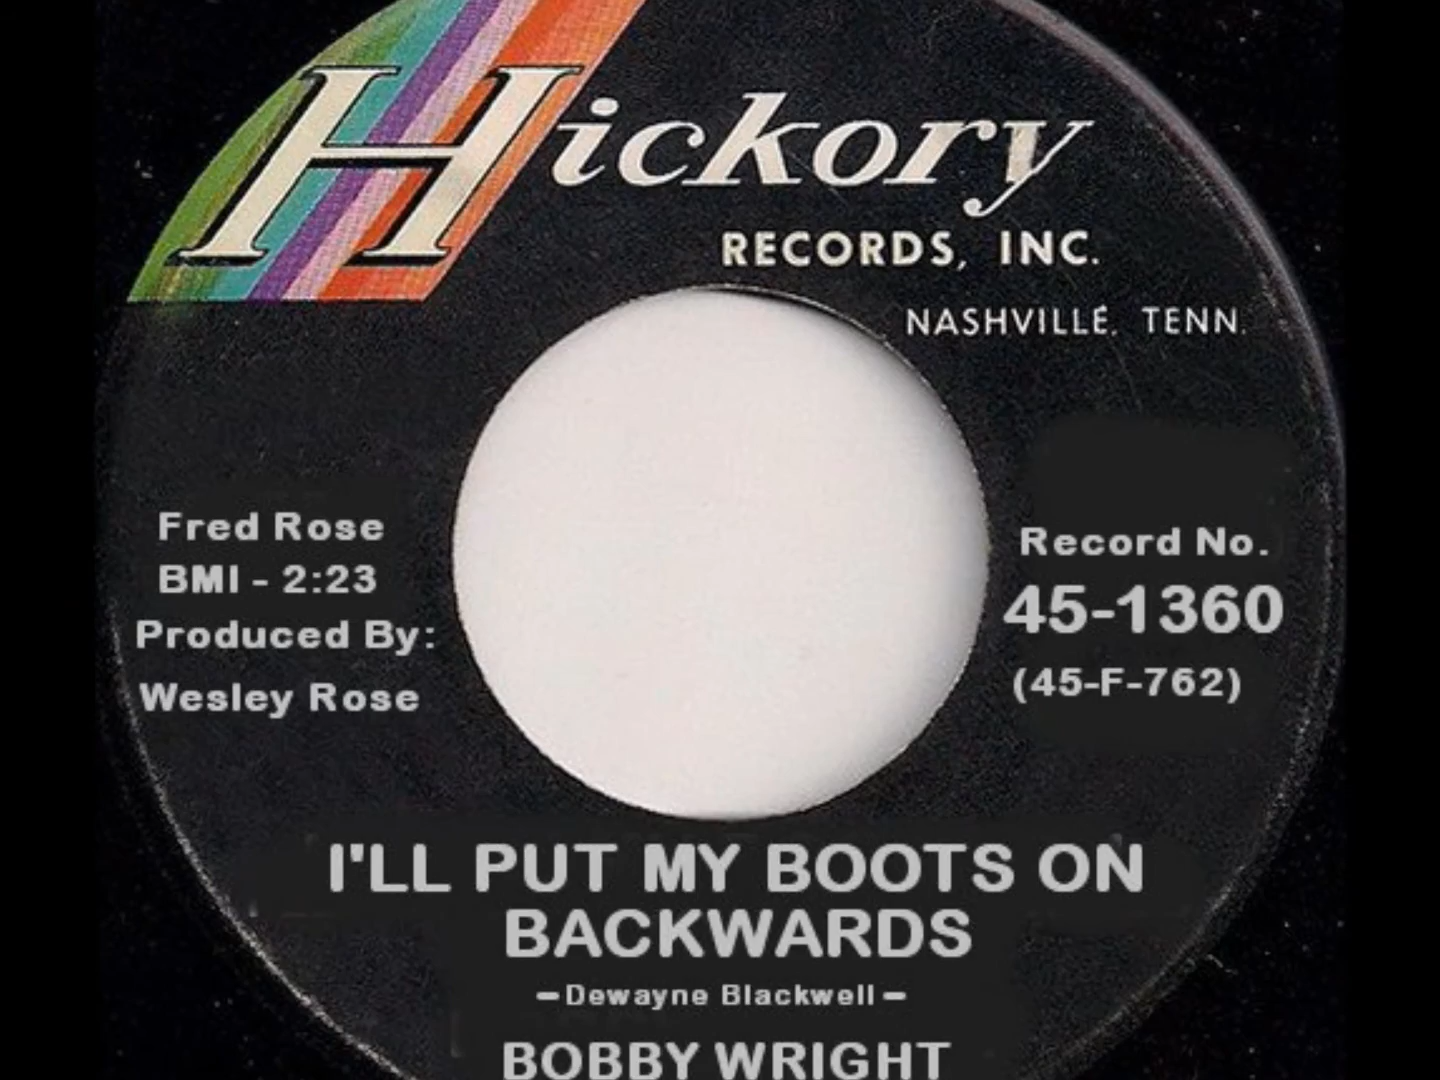 Hickory
RECORDS, INC.
NASHVILLE, TENN.
Fred Rose
BMI - 2:23
Produced By:
Wesley Rose
Record No.
45-1360
(45-F-762)
I'LL PUT MY BOOTS ON
BACKWARDS
—Dewayne Blackwell—
BOBBY WRIGHT